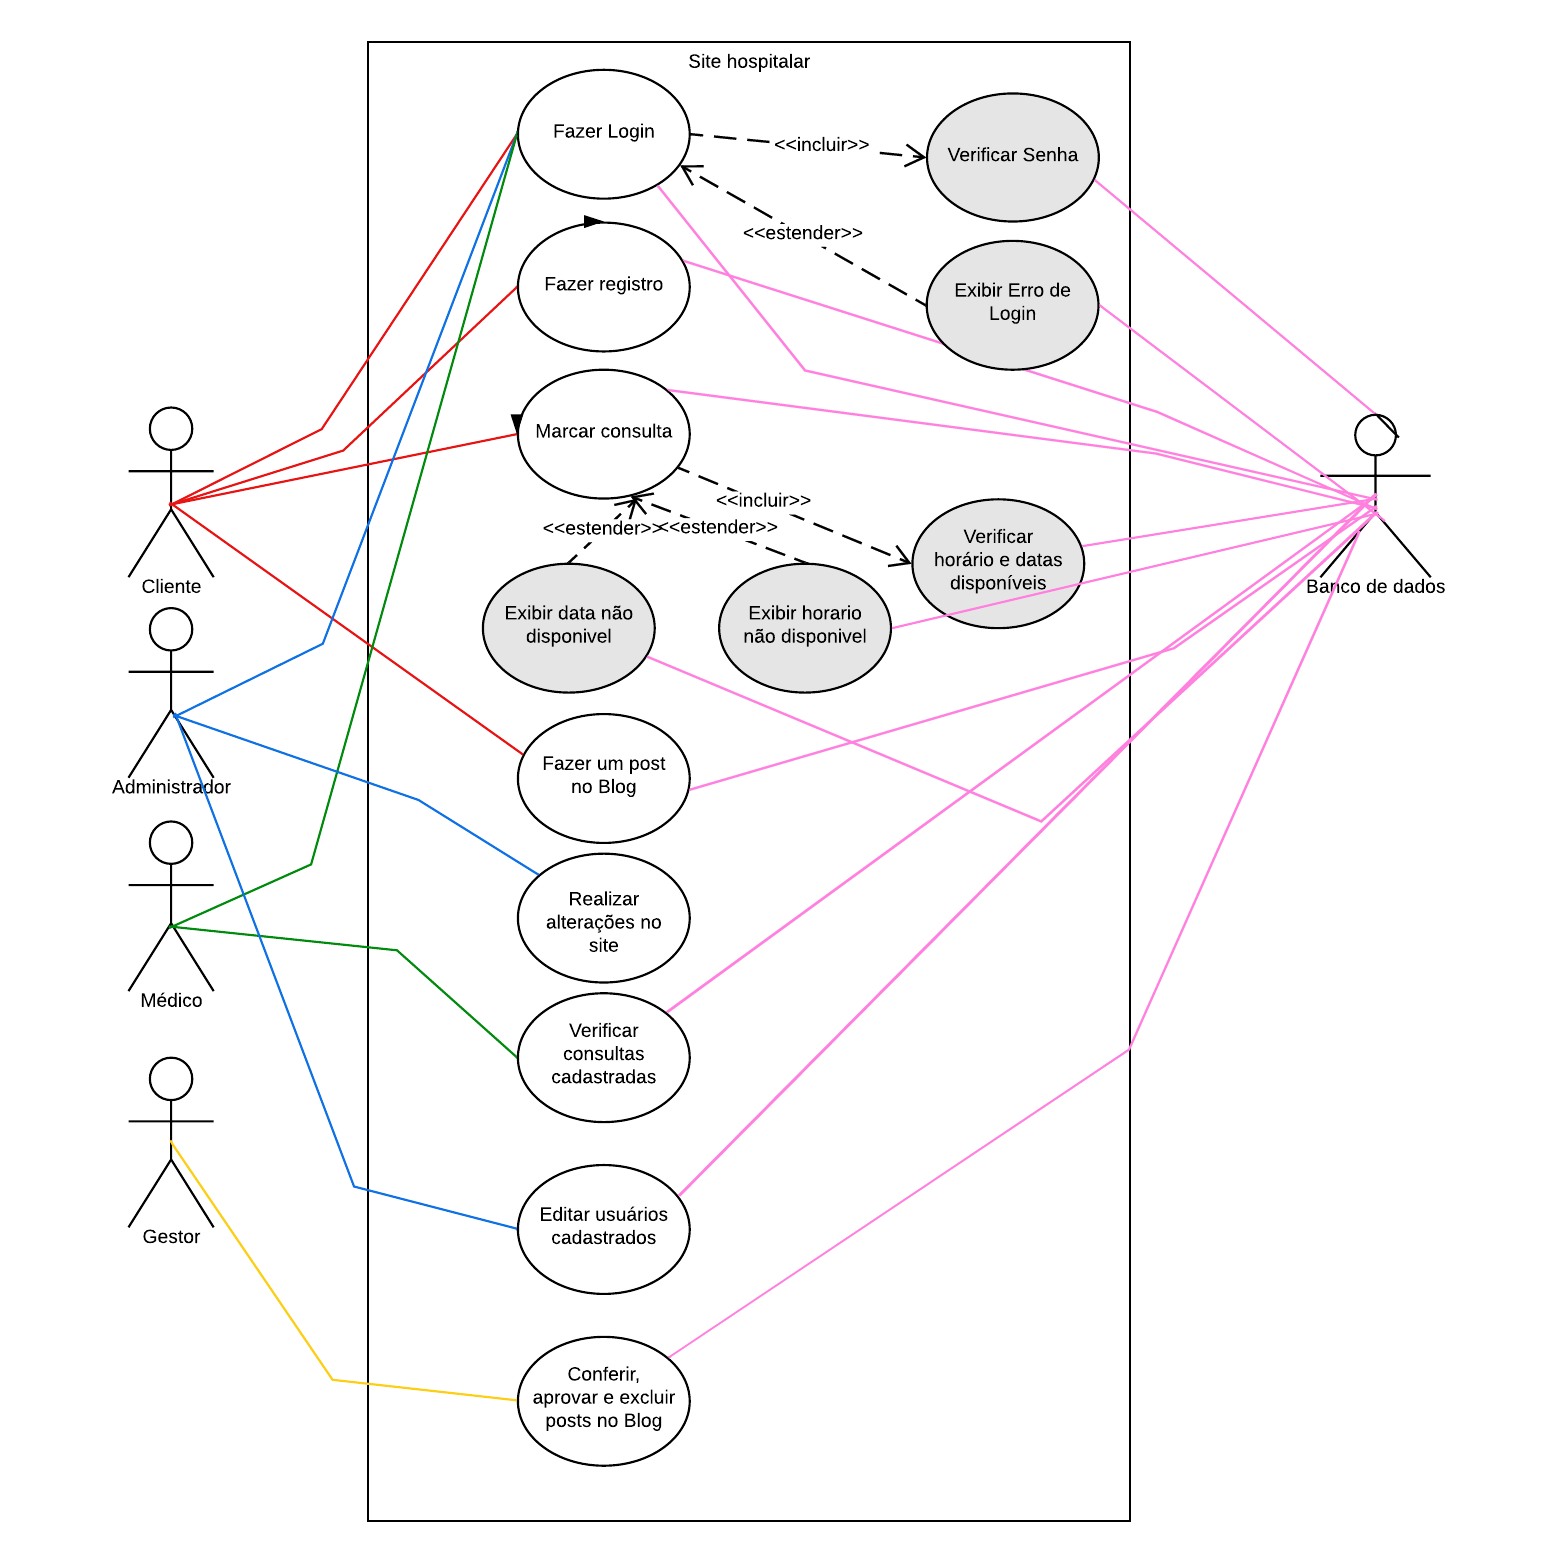 Site hospitalar
Fazer Login
<<incluir>>
Verificar Senha
<<estender>>
Fazer registro
Exibir Erro de
Login
Marcar consulta
<<incluir>>
<<estender>>
<<estender>>
Verificar
horário e datas
disponíveis
Cliente
Banco de dados
Exibir data não
disponivel
Exibir horario
não disponivel
Administrador
Fazer um post
no Blog
Realizar
alterações no
site
Médico
Verificar
consultas
cadastradas
Gestor
Editar usuários
cadastrados
Conferir,
aprovar e excluir
posts no Blog